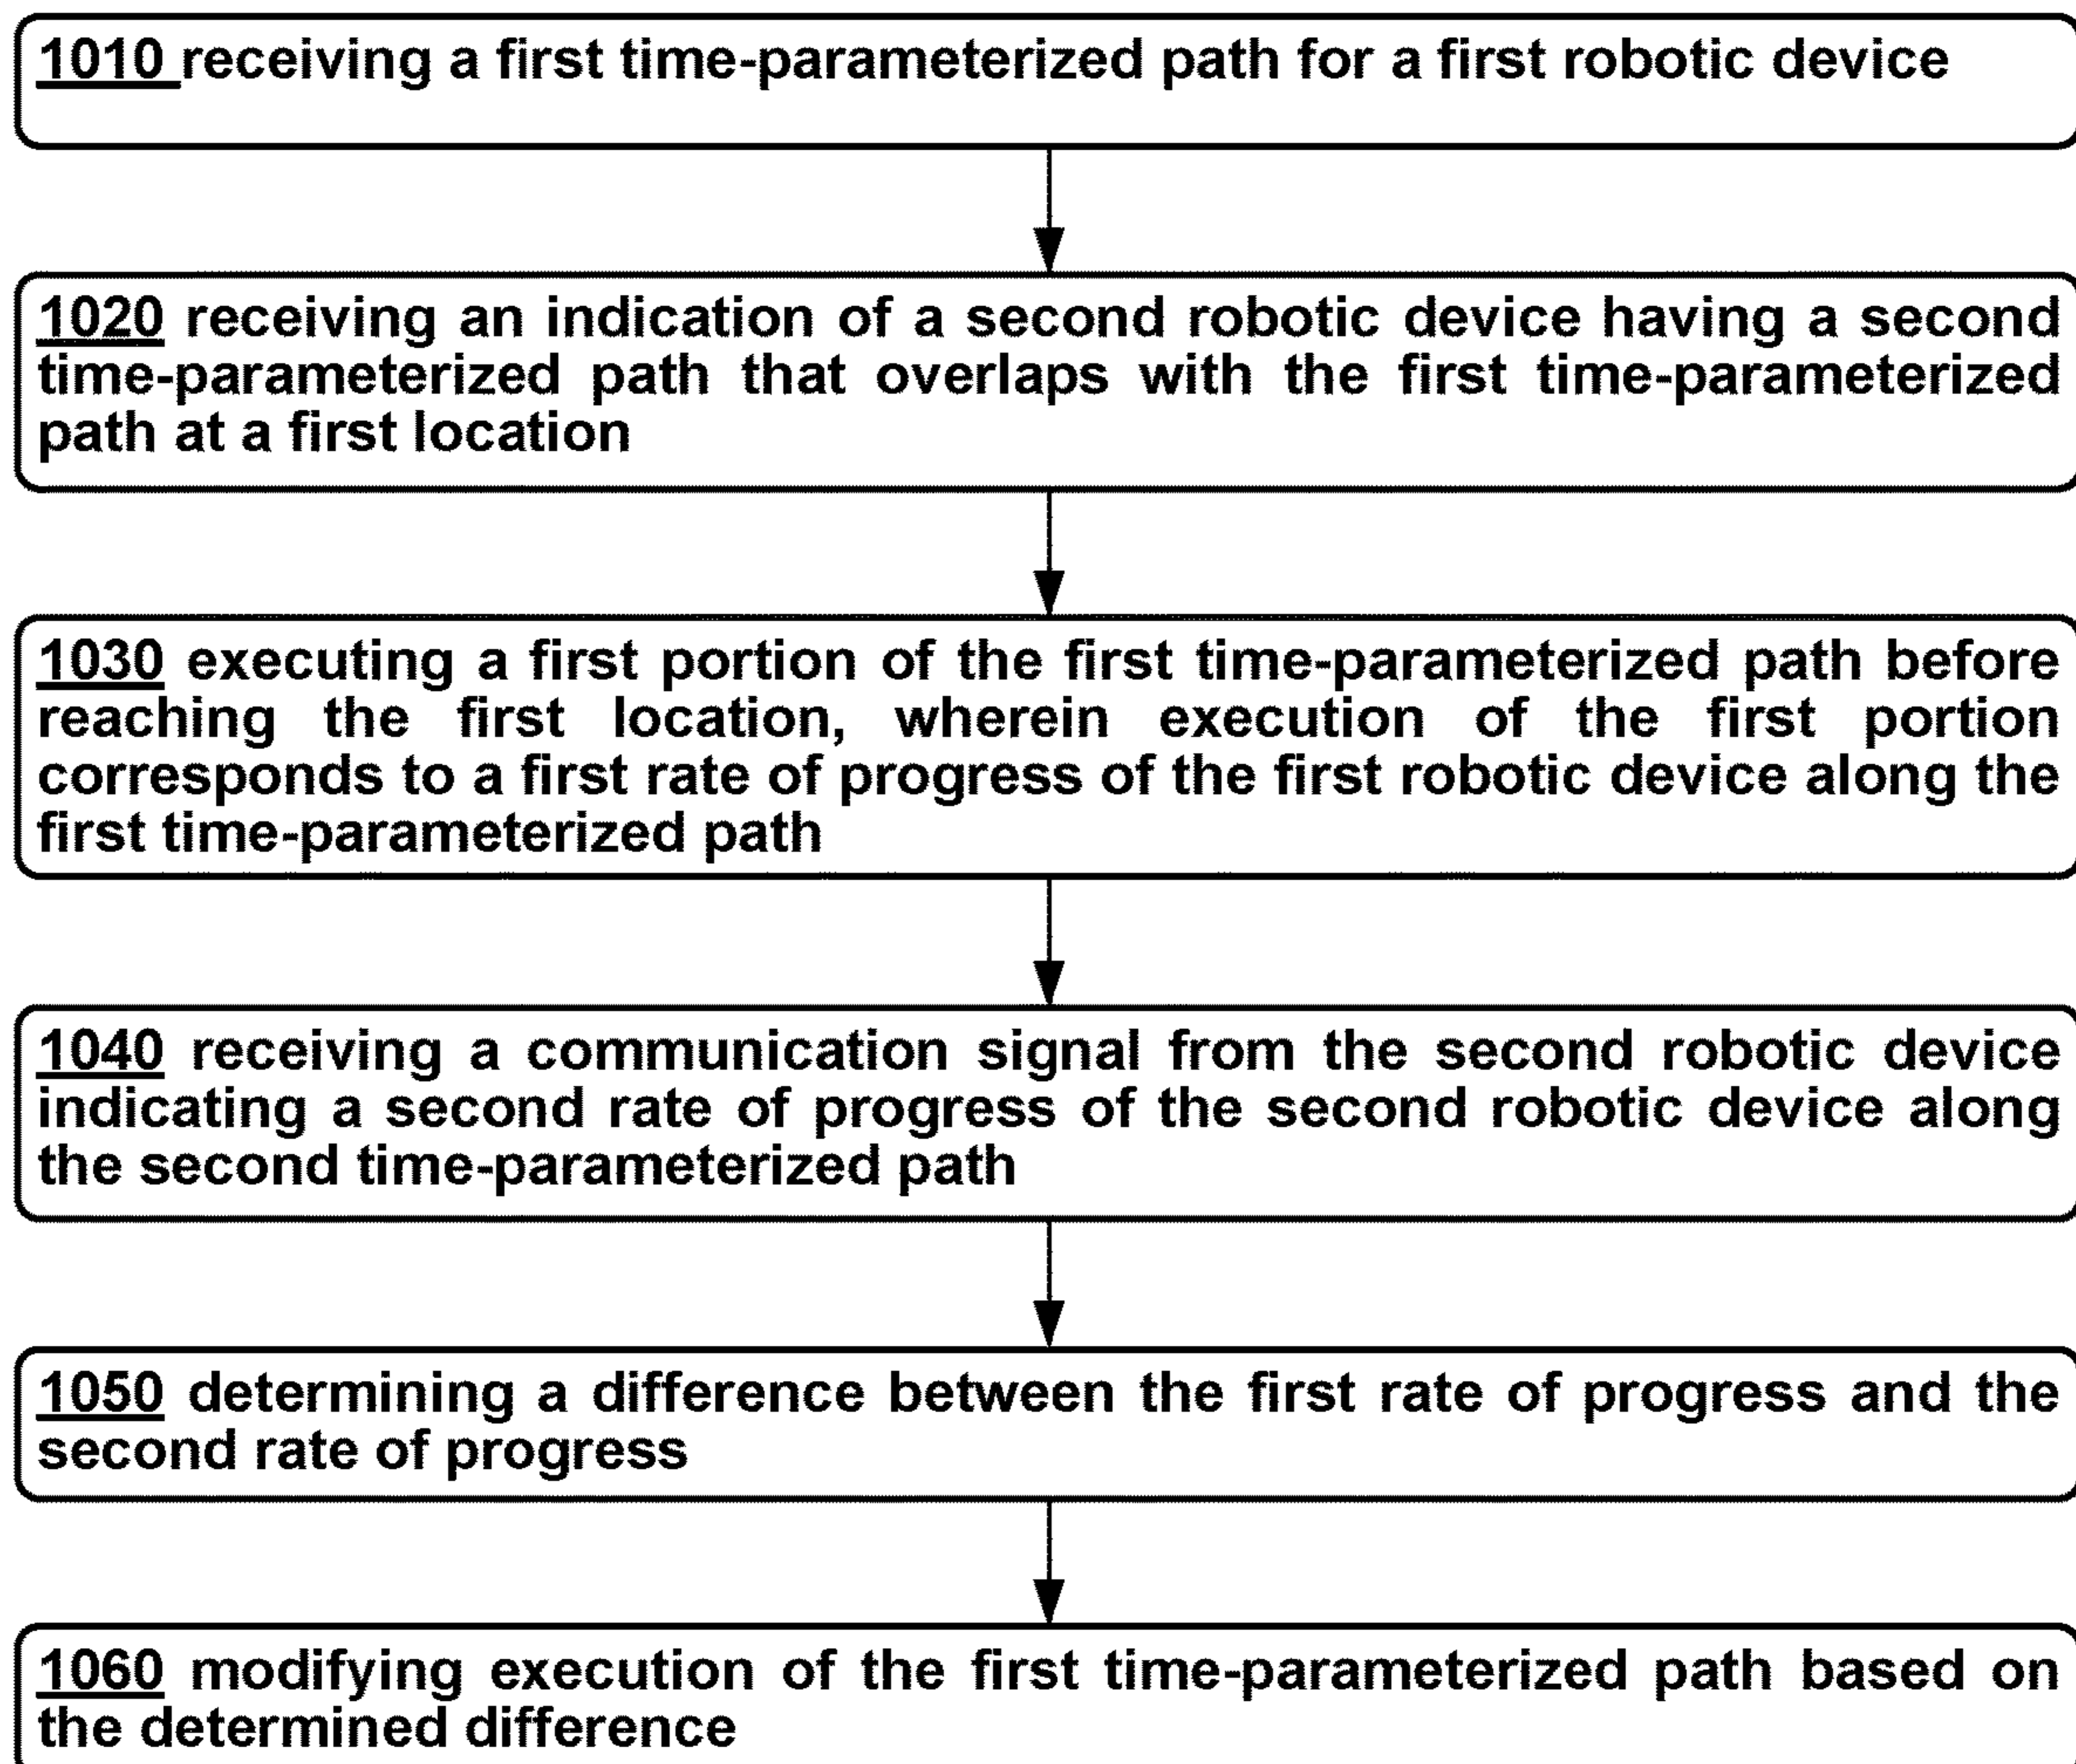 1010 receiving a first time-parameterized path for a first robotic device
1020 receiving an indication of a second robotic device having a second
time-parameterized path that overlaps with the first time-parameterized
path at a first location
1030 executing a first portion of the first time-parameterized path before
reaching the first location, wherein execution of the first portion
corresponds to a first rate of progress of the first robotic device along the
first time-parameterized path
1040 receiving a communication signal from the second robotic device
indicating a second rate of progress of the second robotic device along
the second time-parameterized path
1050 determining a difference between the first rate of progress and the
second rate of progress
1060 modifying execution of the first time-parameterized path based on
the determined difference